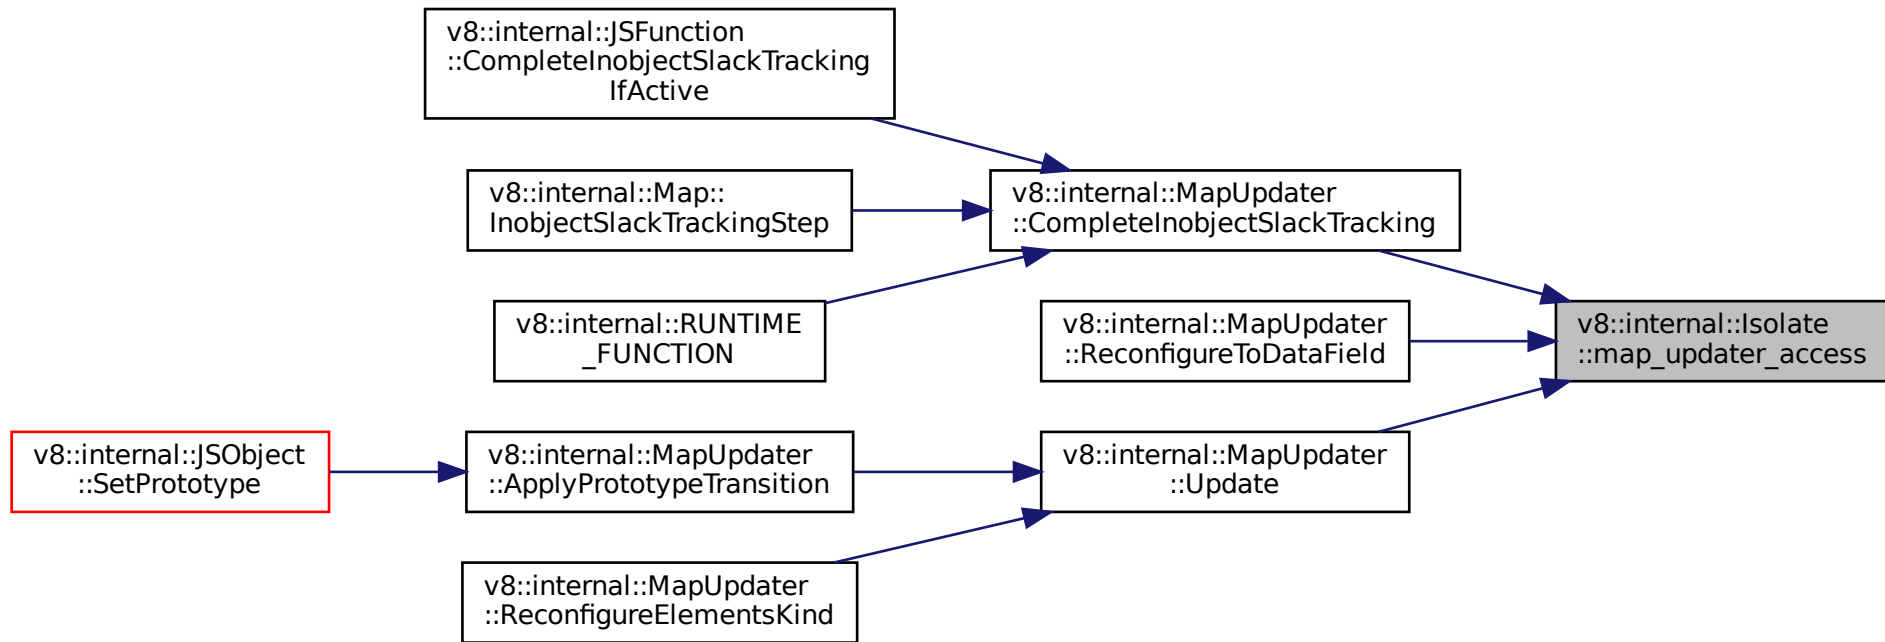 v8::internal::JSFunction
::CompleteInobjectSlackTracking
IfActive
v8::internal::Map::
InobjectSlackTrackingStep
v8::internal::MapUpdater
::CompleteInobjectSlackTracking
v8::internal::RUNTIME
_FUNCTION
v8::internal::MapUpdater
::ReconfigureToDataField
v8::internal::Isolate
::map_updater_access
v8::internal::JSObject
::SetPrototype
v8::internal::MapUpdater
::ApplyPrototypeTransition
v8::internal::MapUpdater
::Update
v8::internal::MapUpdater
::ReconfigureElementsKind